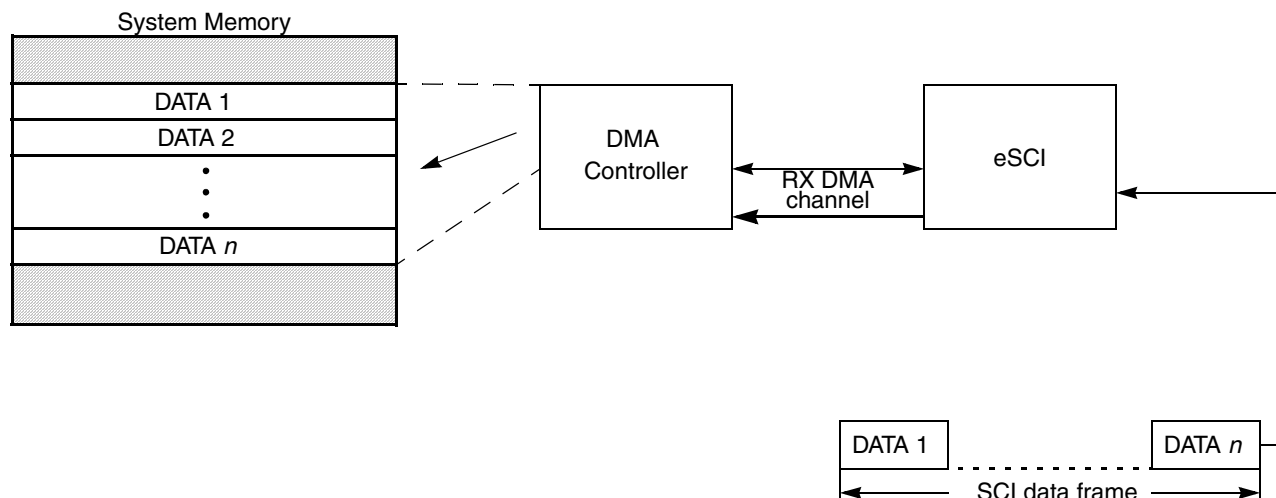 System Memory
DATA 1
DATA 2
DATA n
DMA
Controller
RX DMA
channel
eSCI
DATA 1
DATA n
SCI data frame